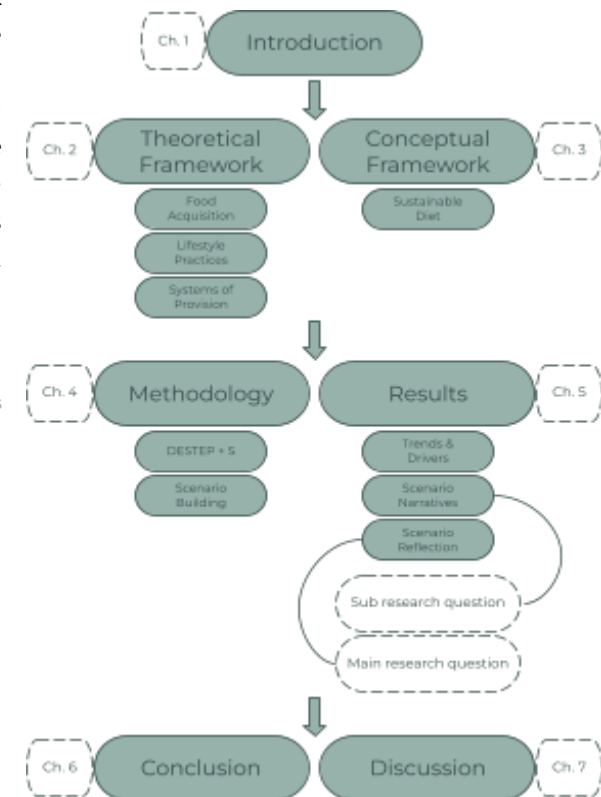 Ch. 1
Introduction
Ch. 2
Theoretical
Framework
Conceptual
Framework
Ch. 3
Food
Acquisition
Lifestyle
Practices
Systems of
Provision
Sustainable
Diet
Ch. 4
Methodology
Results
Ch. 5
DESTEP + S
Scenario
Building
Trends &
Drivers
Scenario
Narratives
Scenario
Reflection
Sub research question
Main research question
Ch. 6
Conclusion
Discussion
Ch. 7